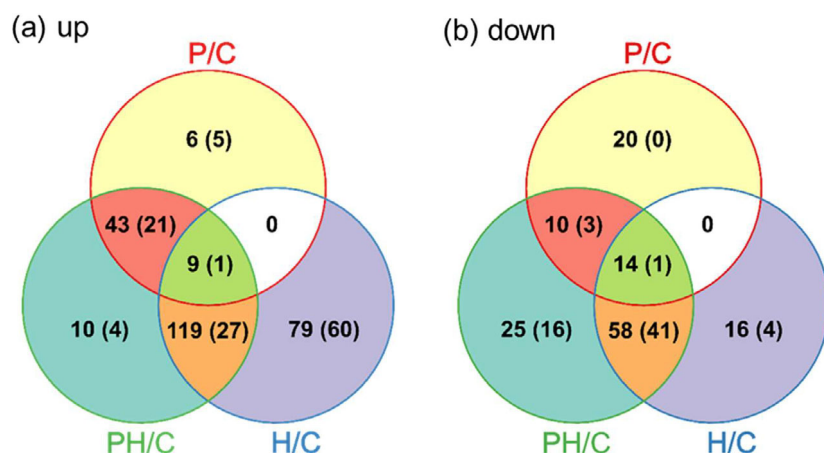 (a) up
P/C
6 (5)
43 (21)
0
9 (1)
10 (4)
119 (27)
79 (60)
PH/C
H/C
(b) down
P/C
20 (0)
10 (3)
0
14 (1)
25 (16)
58 (41)
16 (4)
PH/C
H/C